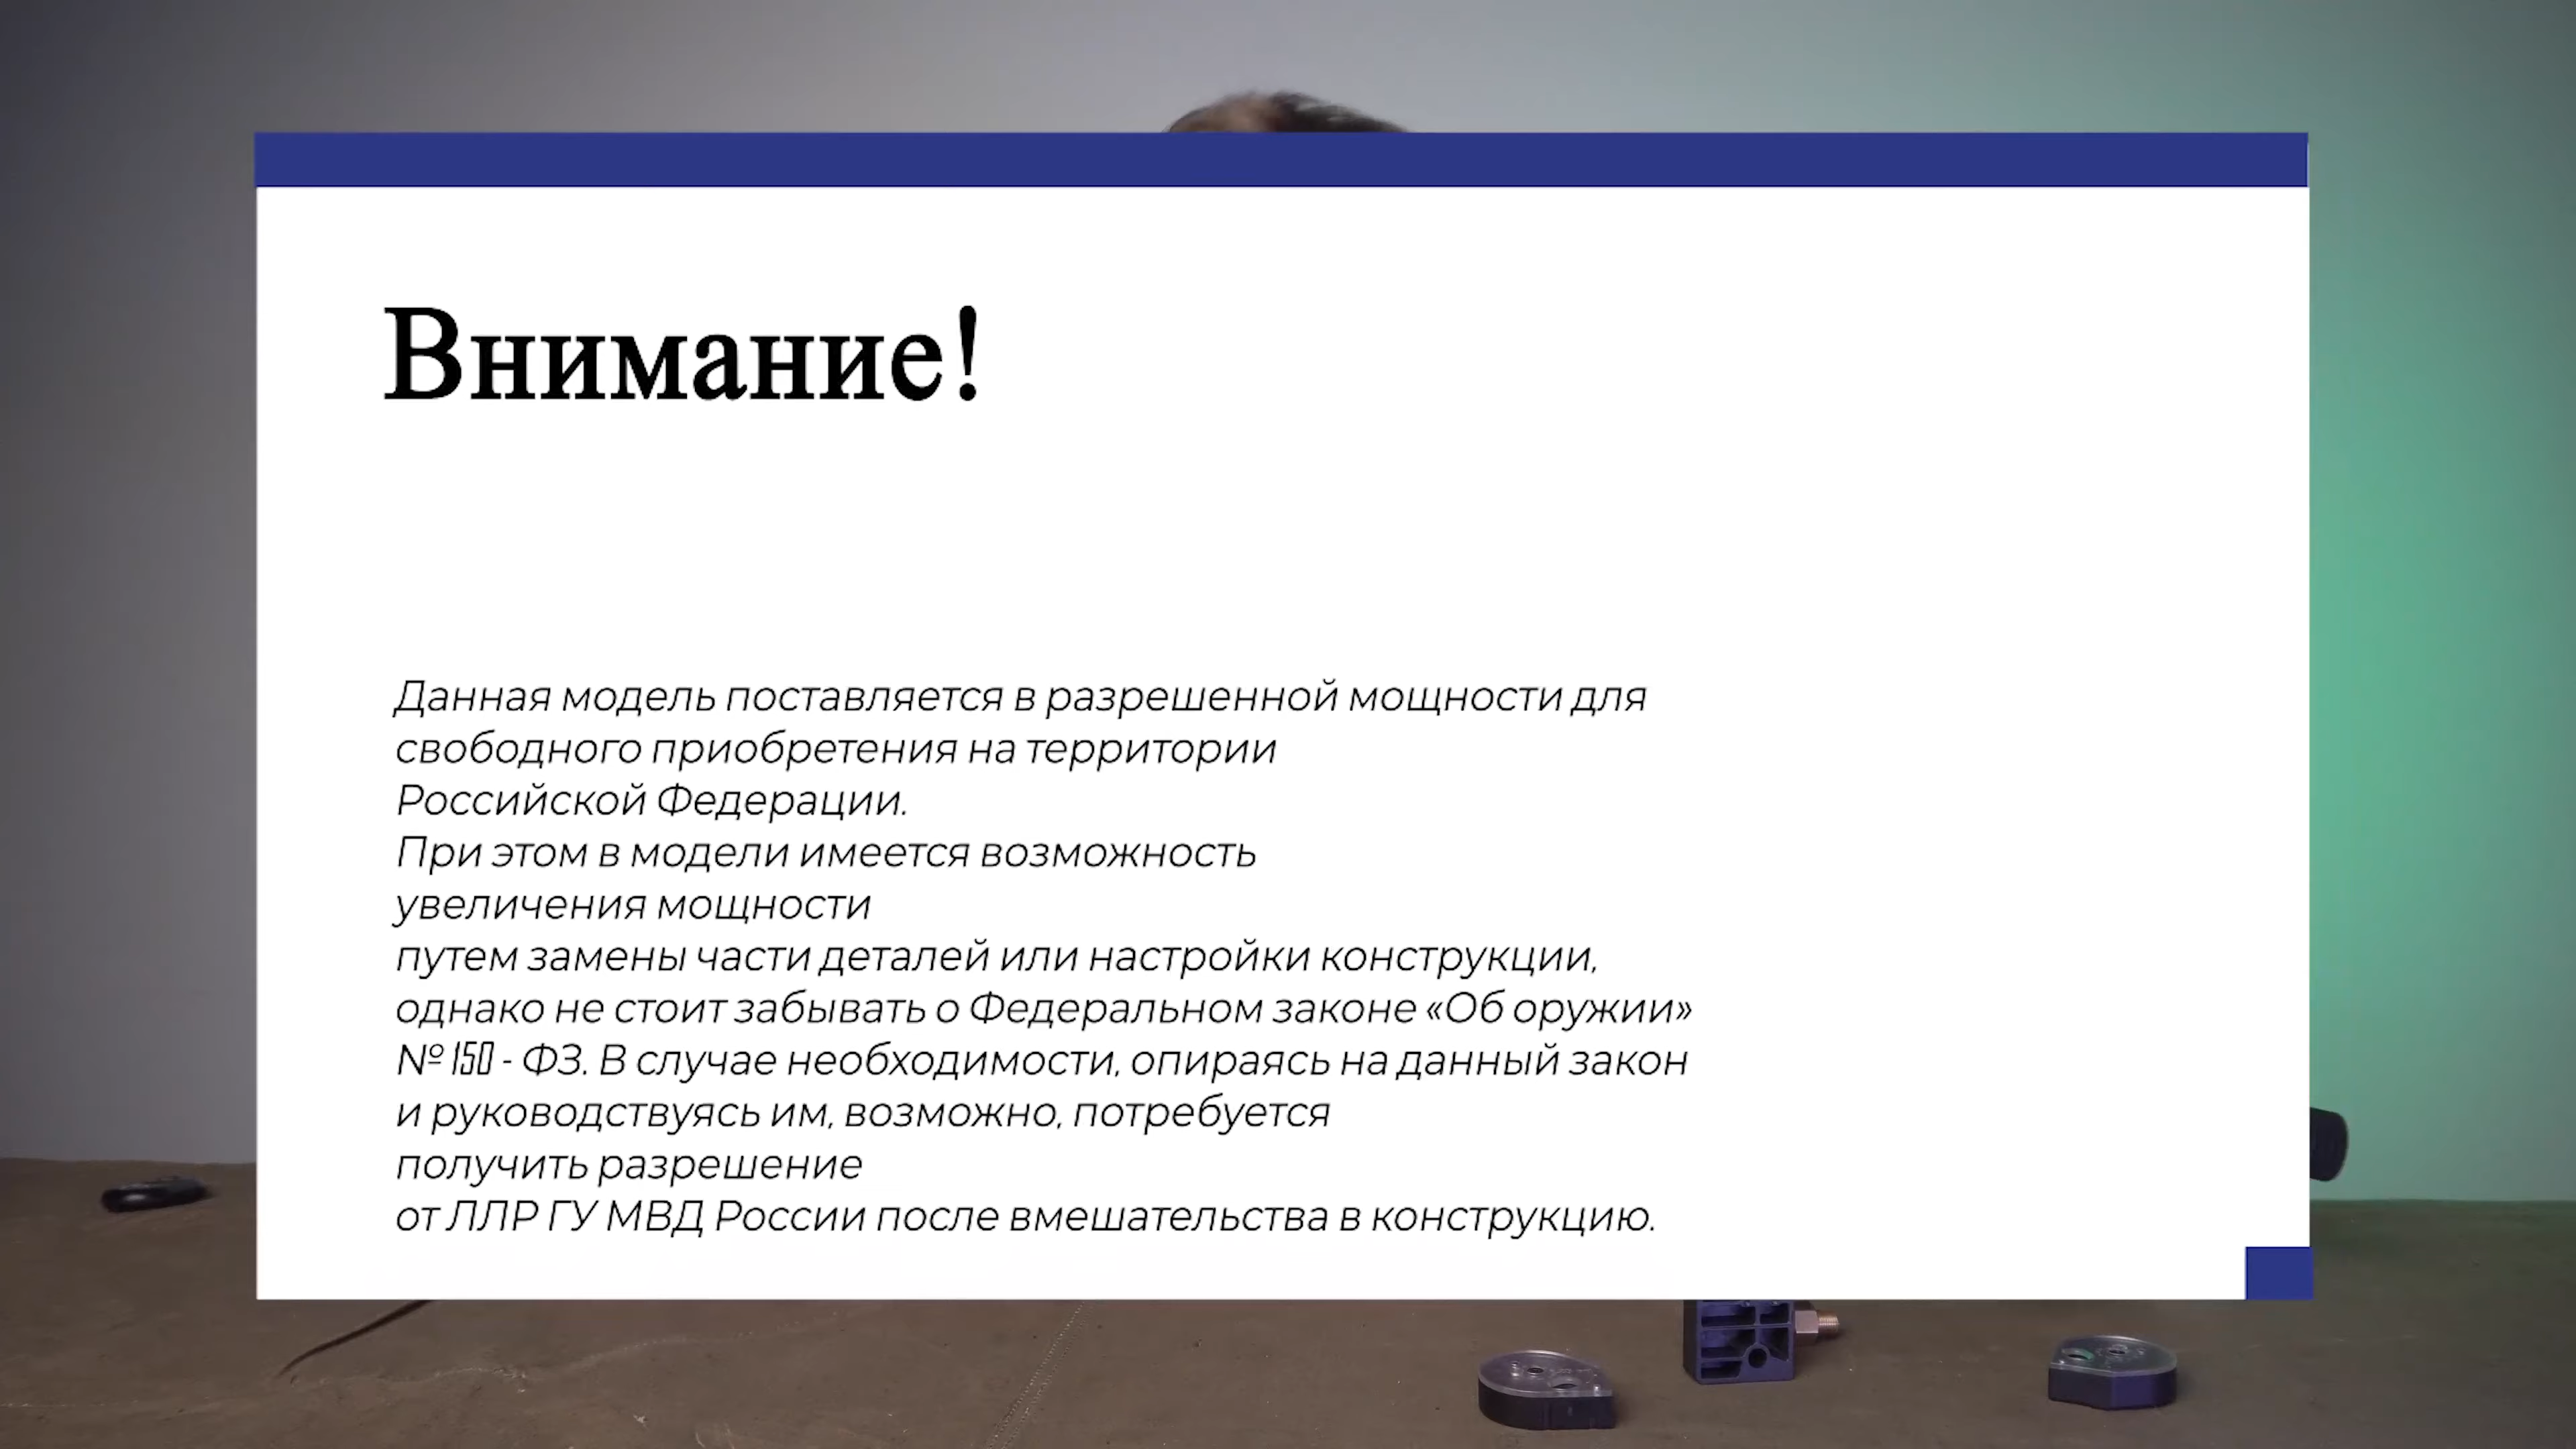 Внимание!
Данная модель поставляется в разрешенной мощности для
свободного приобретения на территории
Российской Федерации.
При этом в модели имеется возможность
увеличения мощности
путем замены части деталей или настройки конструкции,
однако не стоит забывать о Федеральном законе «Об оружии»
№ 150 - ФЗ. В случае необходимости, опираясь на данный закон
и руководствуясь им, возможно, потребуется
получить разрешение
от ЛЛР ГУ МВД России после вмешательства в конструкцию.